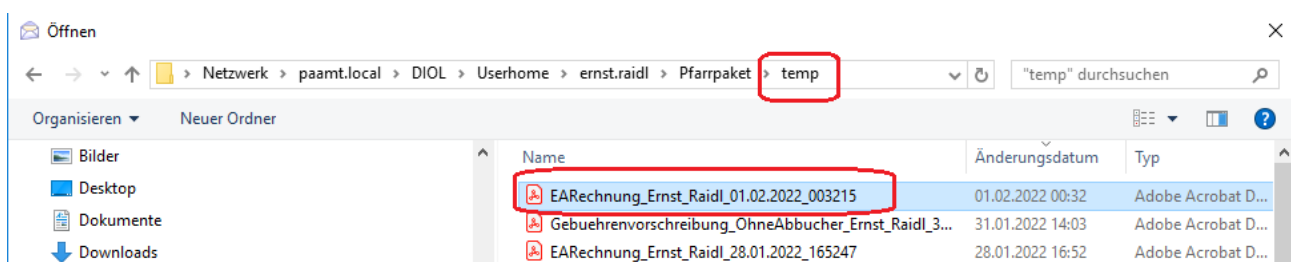 Öffnen
Netzwerk > paamt.local > DIOL > Userhome > ernst.raidl > Pfarrpaket > temp
"temp" durchsuchen
Organisieren Neuer Ordner
Bilder
Desktop
Dokumente
Downloads
Name Änderungsdatum Typ
EARechnung_Ernst_Raidl_01.02.2022_003215 01.02.2022 00:32 Adobe Acrobat D...
Gebuehrenvorschreibung_OhneAbbucher_Ernst_Raidl_3... 31.01.2022 14:03 Adobe Acrobat D...
EARechnung_Ernst_Raidl_28.01.2022_165247 28.01.2022 16:52 Adobe Acrobat D...